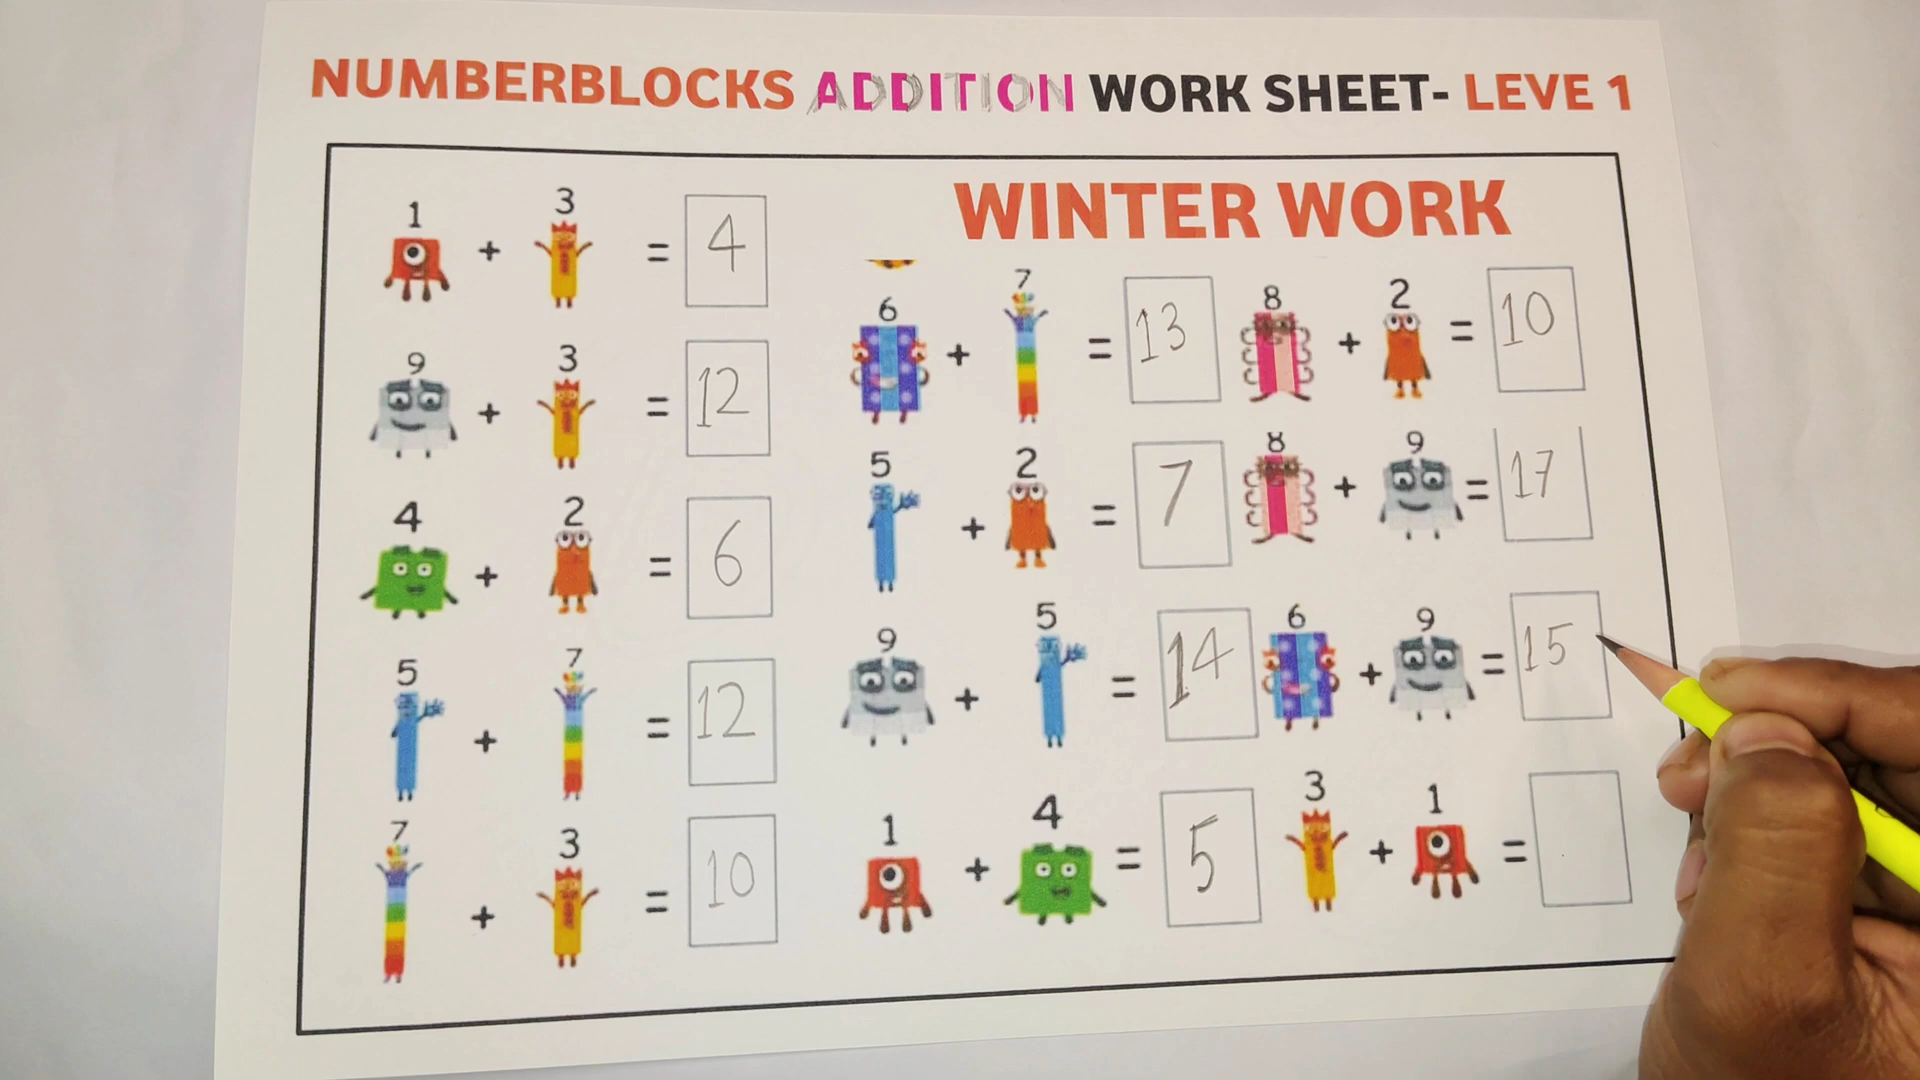 NUMBERBLOCKS ADDITION WORK SHEET- LEVE 1
WINTER WORK
1 + 3 = 4
9 + 3 = 12
4 + 2 = 6
5 + 7 = 12
7 + 3 = 10
6 + 7 = 13
5 + 2 = 7
9 + 5 = 14
1 + 4 = 5
8 + 2 = 10
8 + 9 = 17
6 + 9 = 15
3 + 1 =